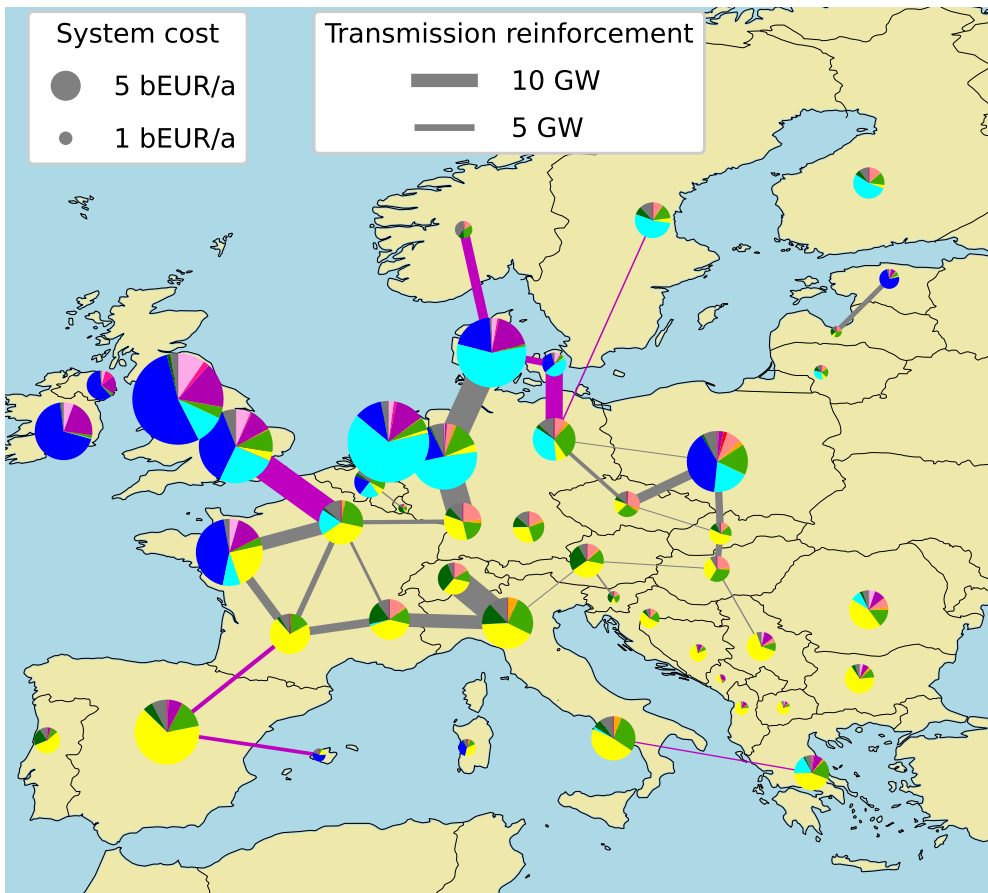 System cost
5 bEUR/a
1 bEUR/a
Transmission reinforcement
10 GW
5 GW